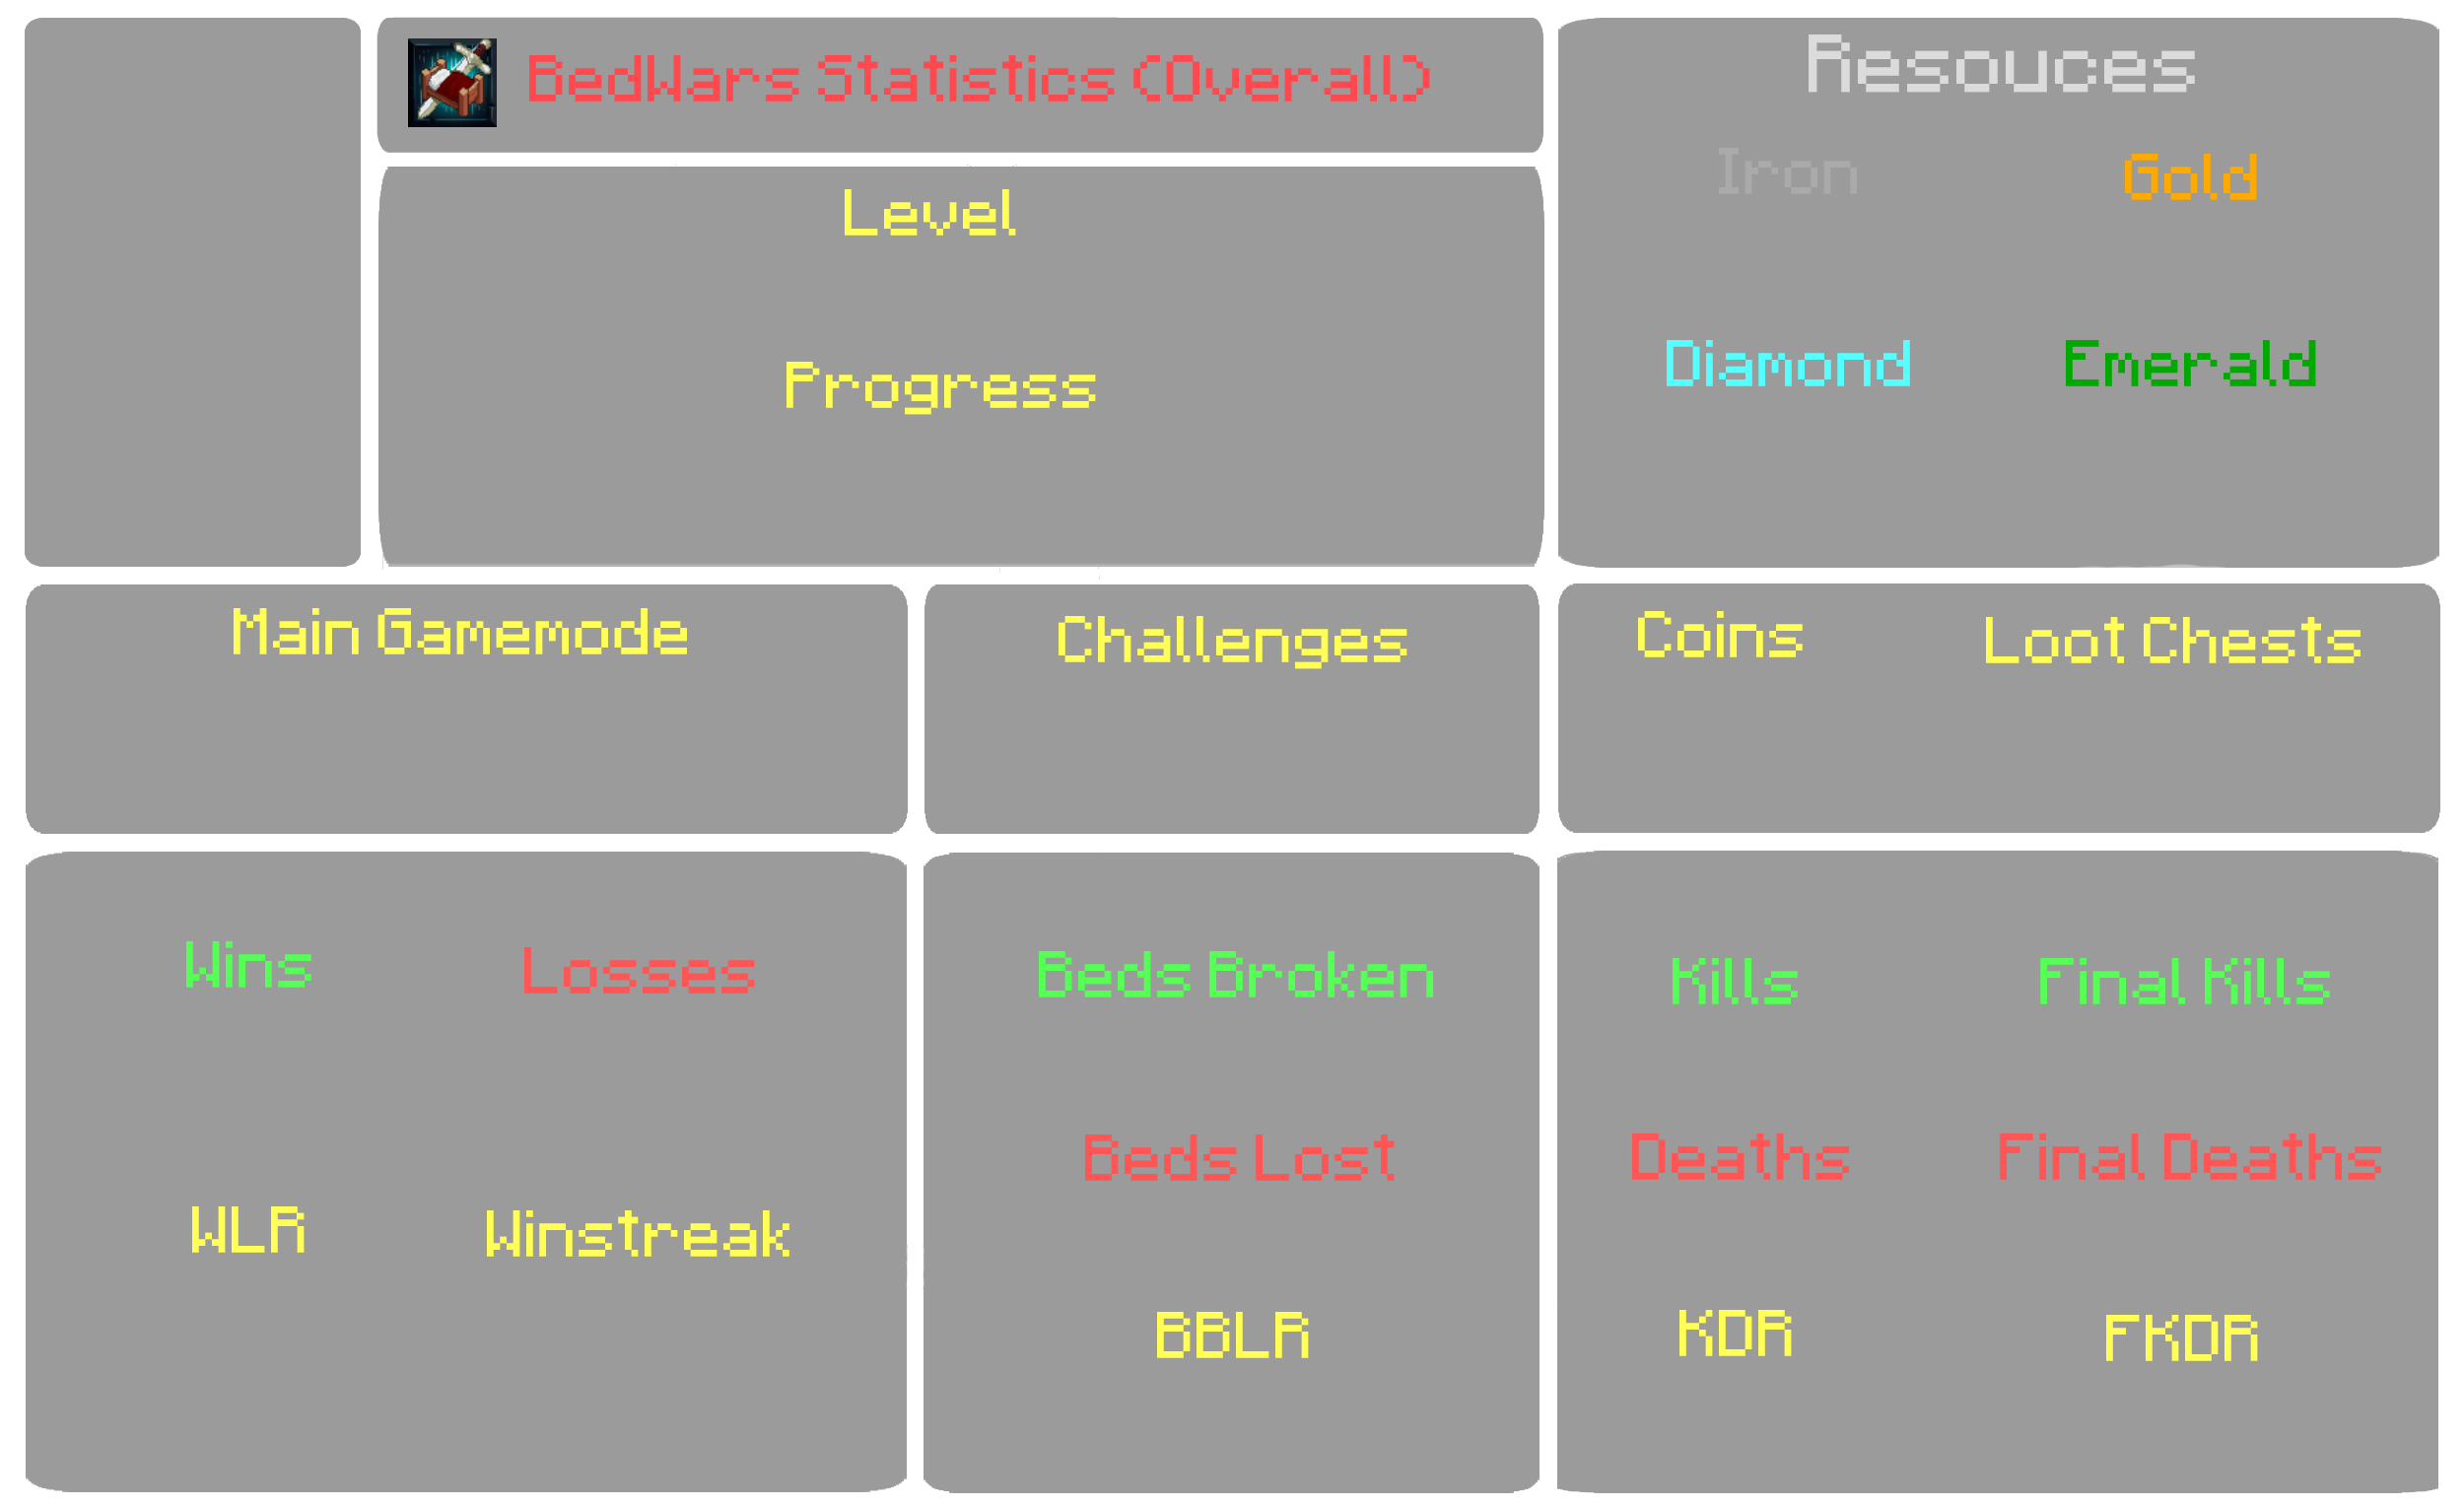 BedWars Statistics (Overall)
Level
Progress
Resouces
Iron
Gold
Diamond
Emerald
Main Gamemode
Challenges
Coins
Loot Chests
Wins
Losses
WLR
Winstreak
Beds Broken
Beds Lost
BBLR
Kills
Final Kills
Deaths
Final Deaths
KDR
FKDR